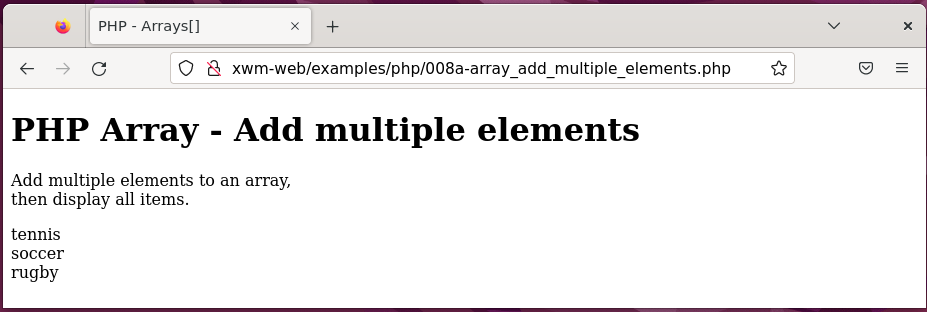 PHP - Arrays[]
xwm-web/examples/php/008a-array_add_multiple_elements.php
PHP Array - Add multiple elements
Add multiple elements to an array,
then display all items.
tennis
soccer
rugby